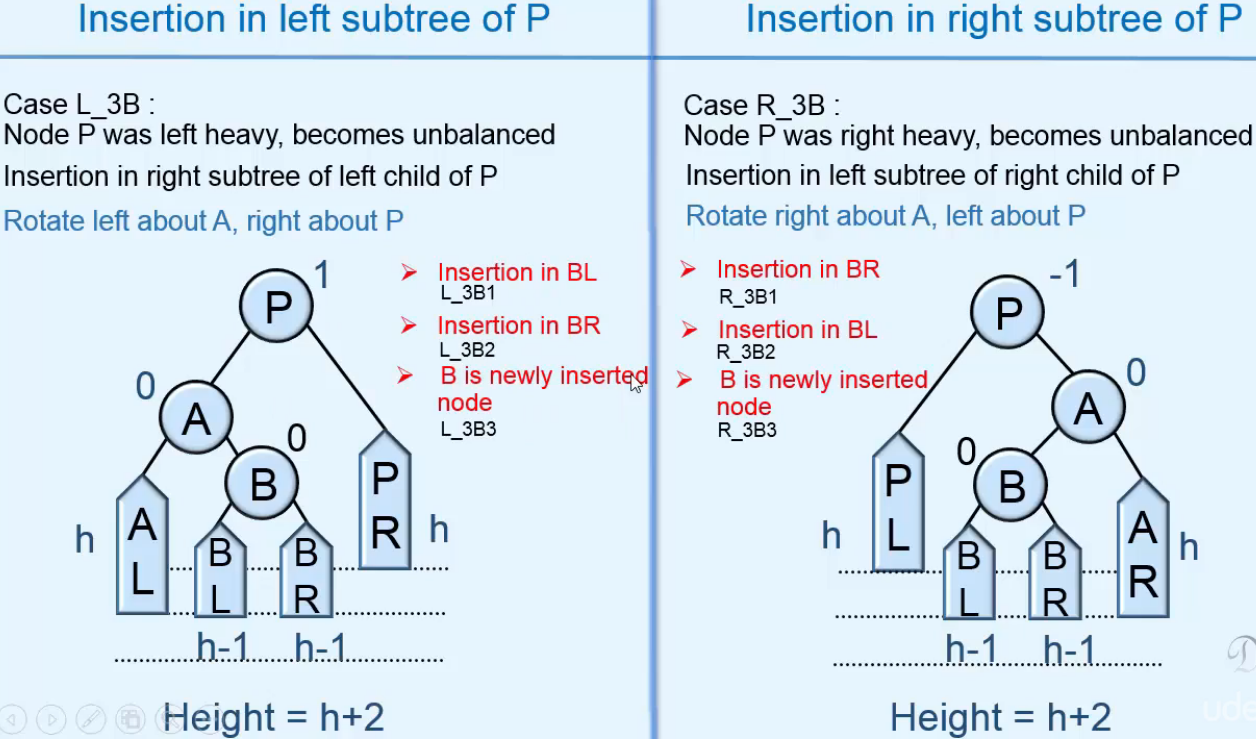 Insertion in left subtree of P
Case L_3B :
Node P was left heavy, becomes unbalanced
Insertion in right subtree of left child of P
Rotate left about A, right about P
➢ Insertion in BL
L_3B1
➢ Insertion in BR
L_3B2
➢ B is newly inserted
node
L_3B3
1
P
0
A
0
B
P
R
h
h
A
L
B
L
B
R
h-1
h-1
Height = h+2
Insertion in right subtree of P
Case R_3B :
Node P was right heavy, becomes unbalanced
Insertion in left subtree of right child of P
Rotate right about A, left about P
➢ Insertion in BR
R_3B1
➢ Insertion in BL
R_3B2
➢ B is newly inserted
node
R_3B3
-1
P
0
A
0
B
P
L
h
B
L
B
R
A
R
h
h-1
h-1
Height = h+2